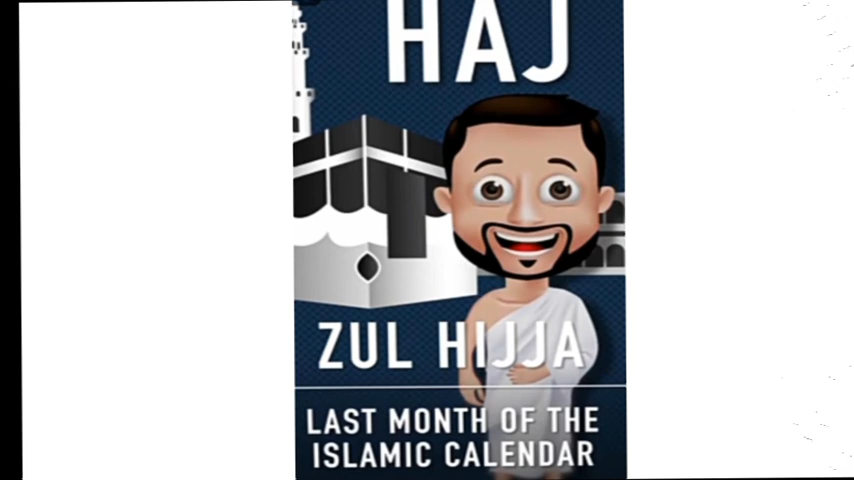 HAJ
ZUL HIJJA
LAST MONTH OF THE
ISLAMIC CALENDAR